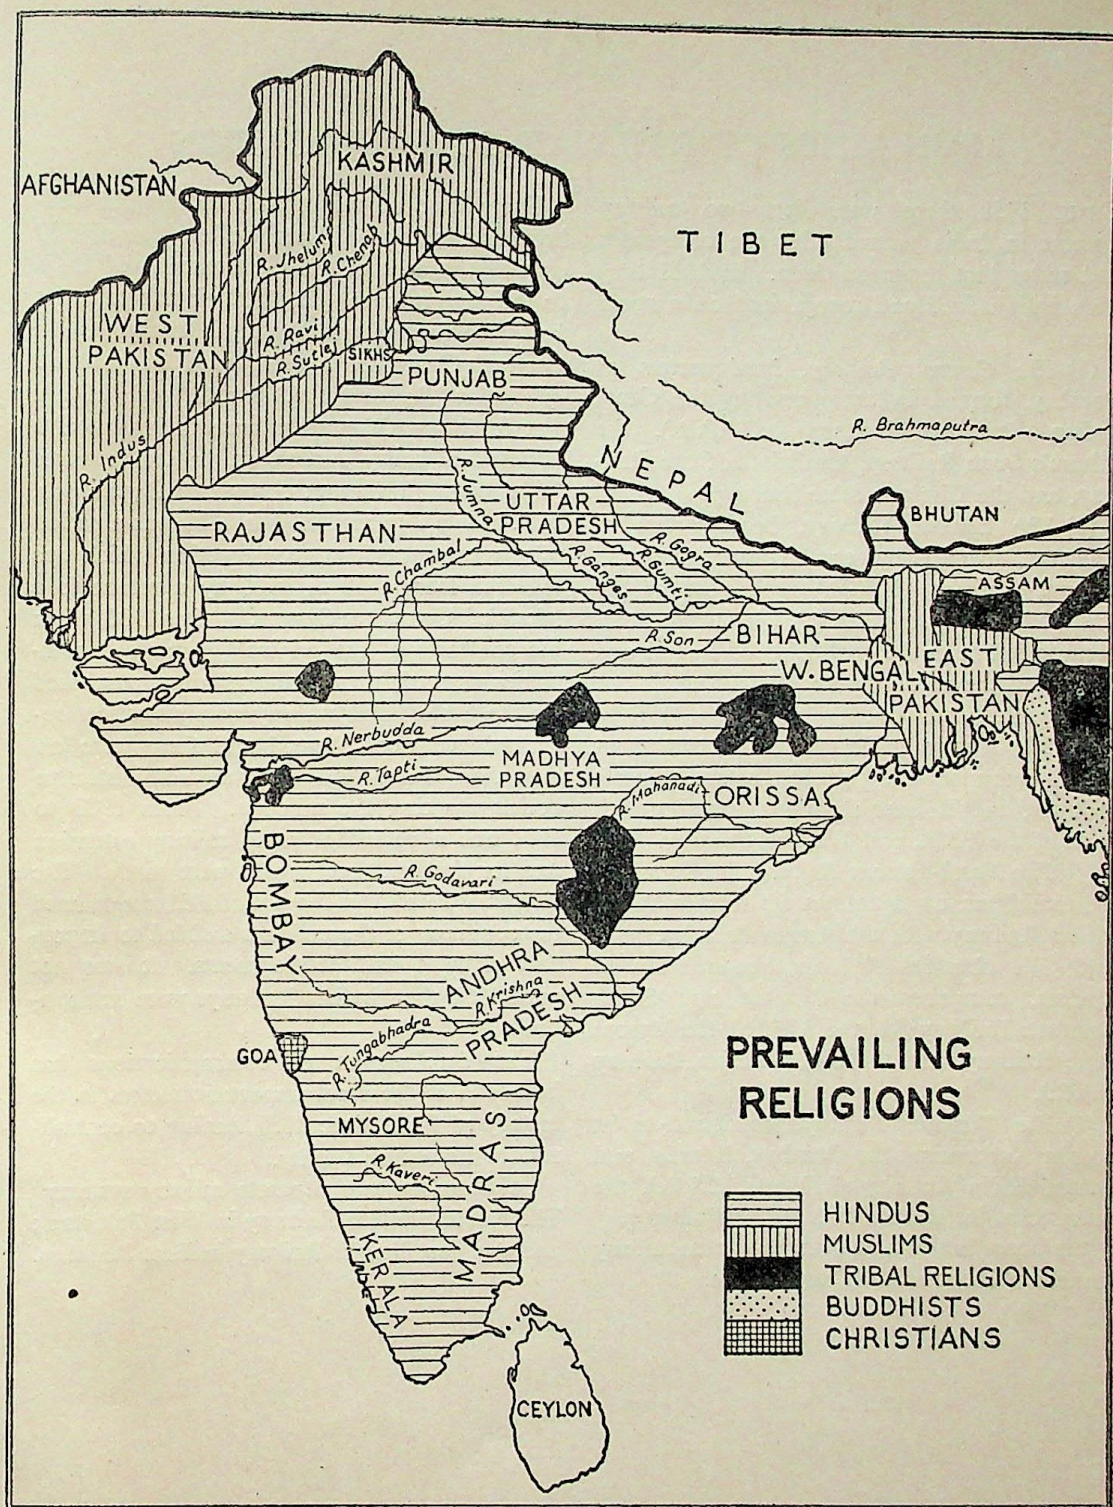 KASHMIR
AFGHANISTAN
TIBET
R. Jhelum
R. Chenab
WEST
PAKISTAN
R. Ravi
R. Sutlej
SIKHS
PUNJAB
R. Brahmaputra
R. Indus
NEPAL
R. Jumna
UTTAR
PRADESH
BHUTAN
RAJASTHAN
R. Chambal
R. Ganges
R. Gumti
R. Gogra
ASSAM
R. Son
BIHAR
W. BENGAL
EAST
PAKISTAN
R. Nerbudda
R. Tapti
MADHYA
PRADESH
R. Mahanadi
ORISSA
BOMBAY
R. Godavari
ANDHRA
PRADESH
R. Krishna
R. Tungabhadra
GOA
MYSORE
MADRAS
R. Kaveri
KERALA
CEYLON
PREVAILING
RELIGIONS
HINDUS
MUSLIMS
TRIBAL RELIGIONS
BUDDHISTS
CHRISTIANS